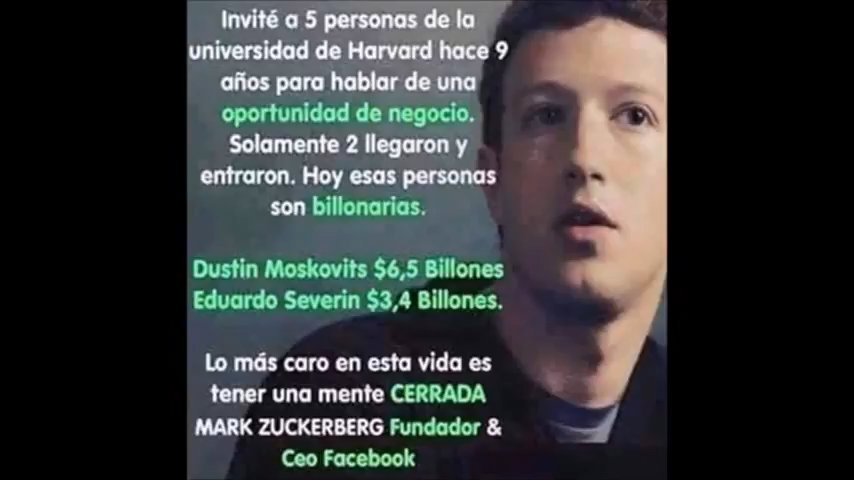 Invité a 5 personas de la
universidad de Harvard hace 9
años para hablar de una
oportunidad de negocio.
Solamente 2 llegaron y
entraron. Hoy esas personas
son billonarias.
Dustin Moskovits $6,5 Billones
Eduardo Severin $3,4 Billones.
Lo más caro en esta vida es
tener una mente CERRADA
MARK ZUCKERBERG Fundador &
Ceo Facebook